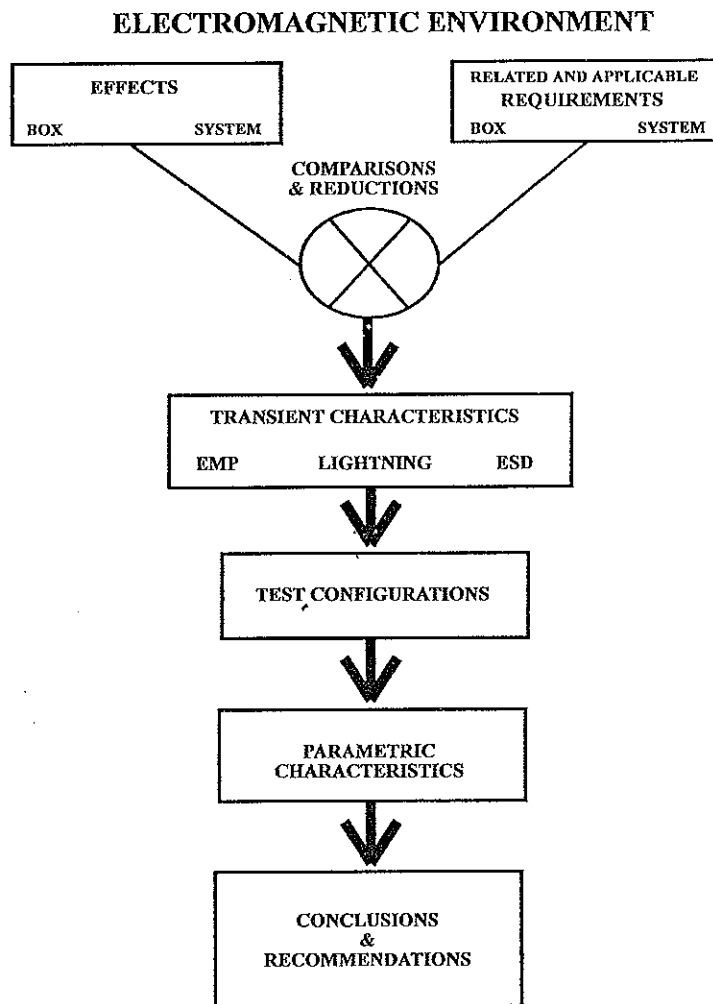 ELECTROMAGNETIC ENVIRONMENT
EFFECTS
BOX SYSTEM
RELATED AND APPLICABLE
REQUIREMENTS
BOX SYSTEM
COMPARISONS
& REDUCTIONS
TRANSIENT CHARACTERISTICS
EMP LIGHTNING ESD
TEST CONFIGURATIONS
PARAMETRIC
CHARACTERISTICS
CONCLUSIONS
&
RECOMMENDATIONS